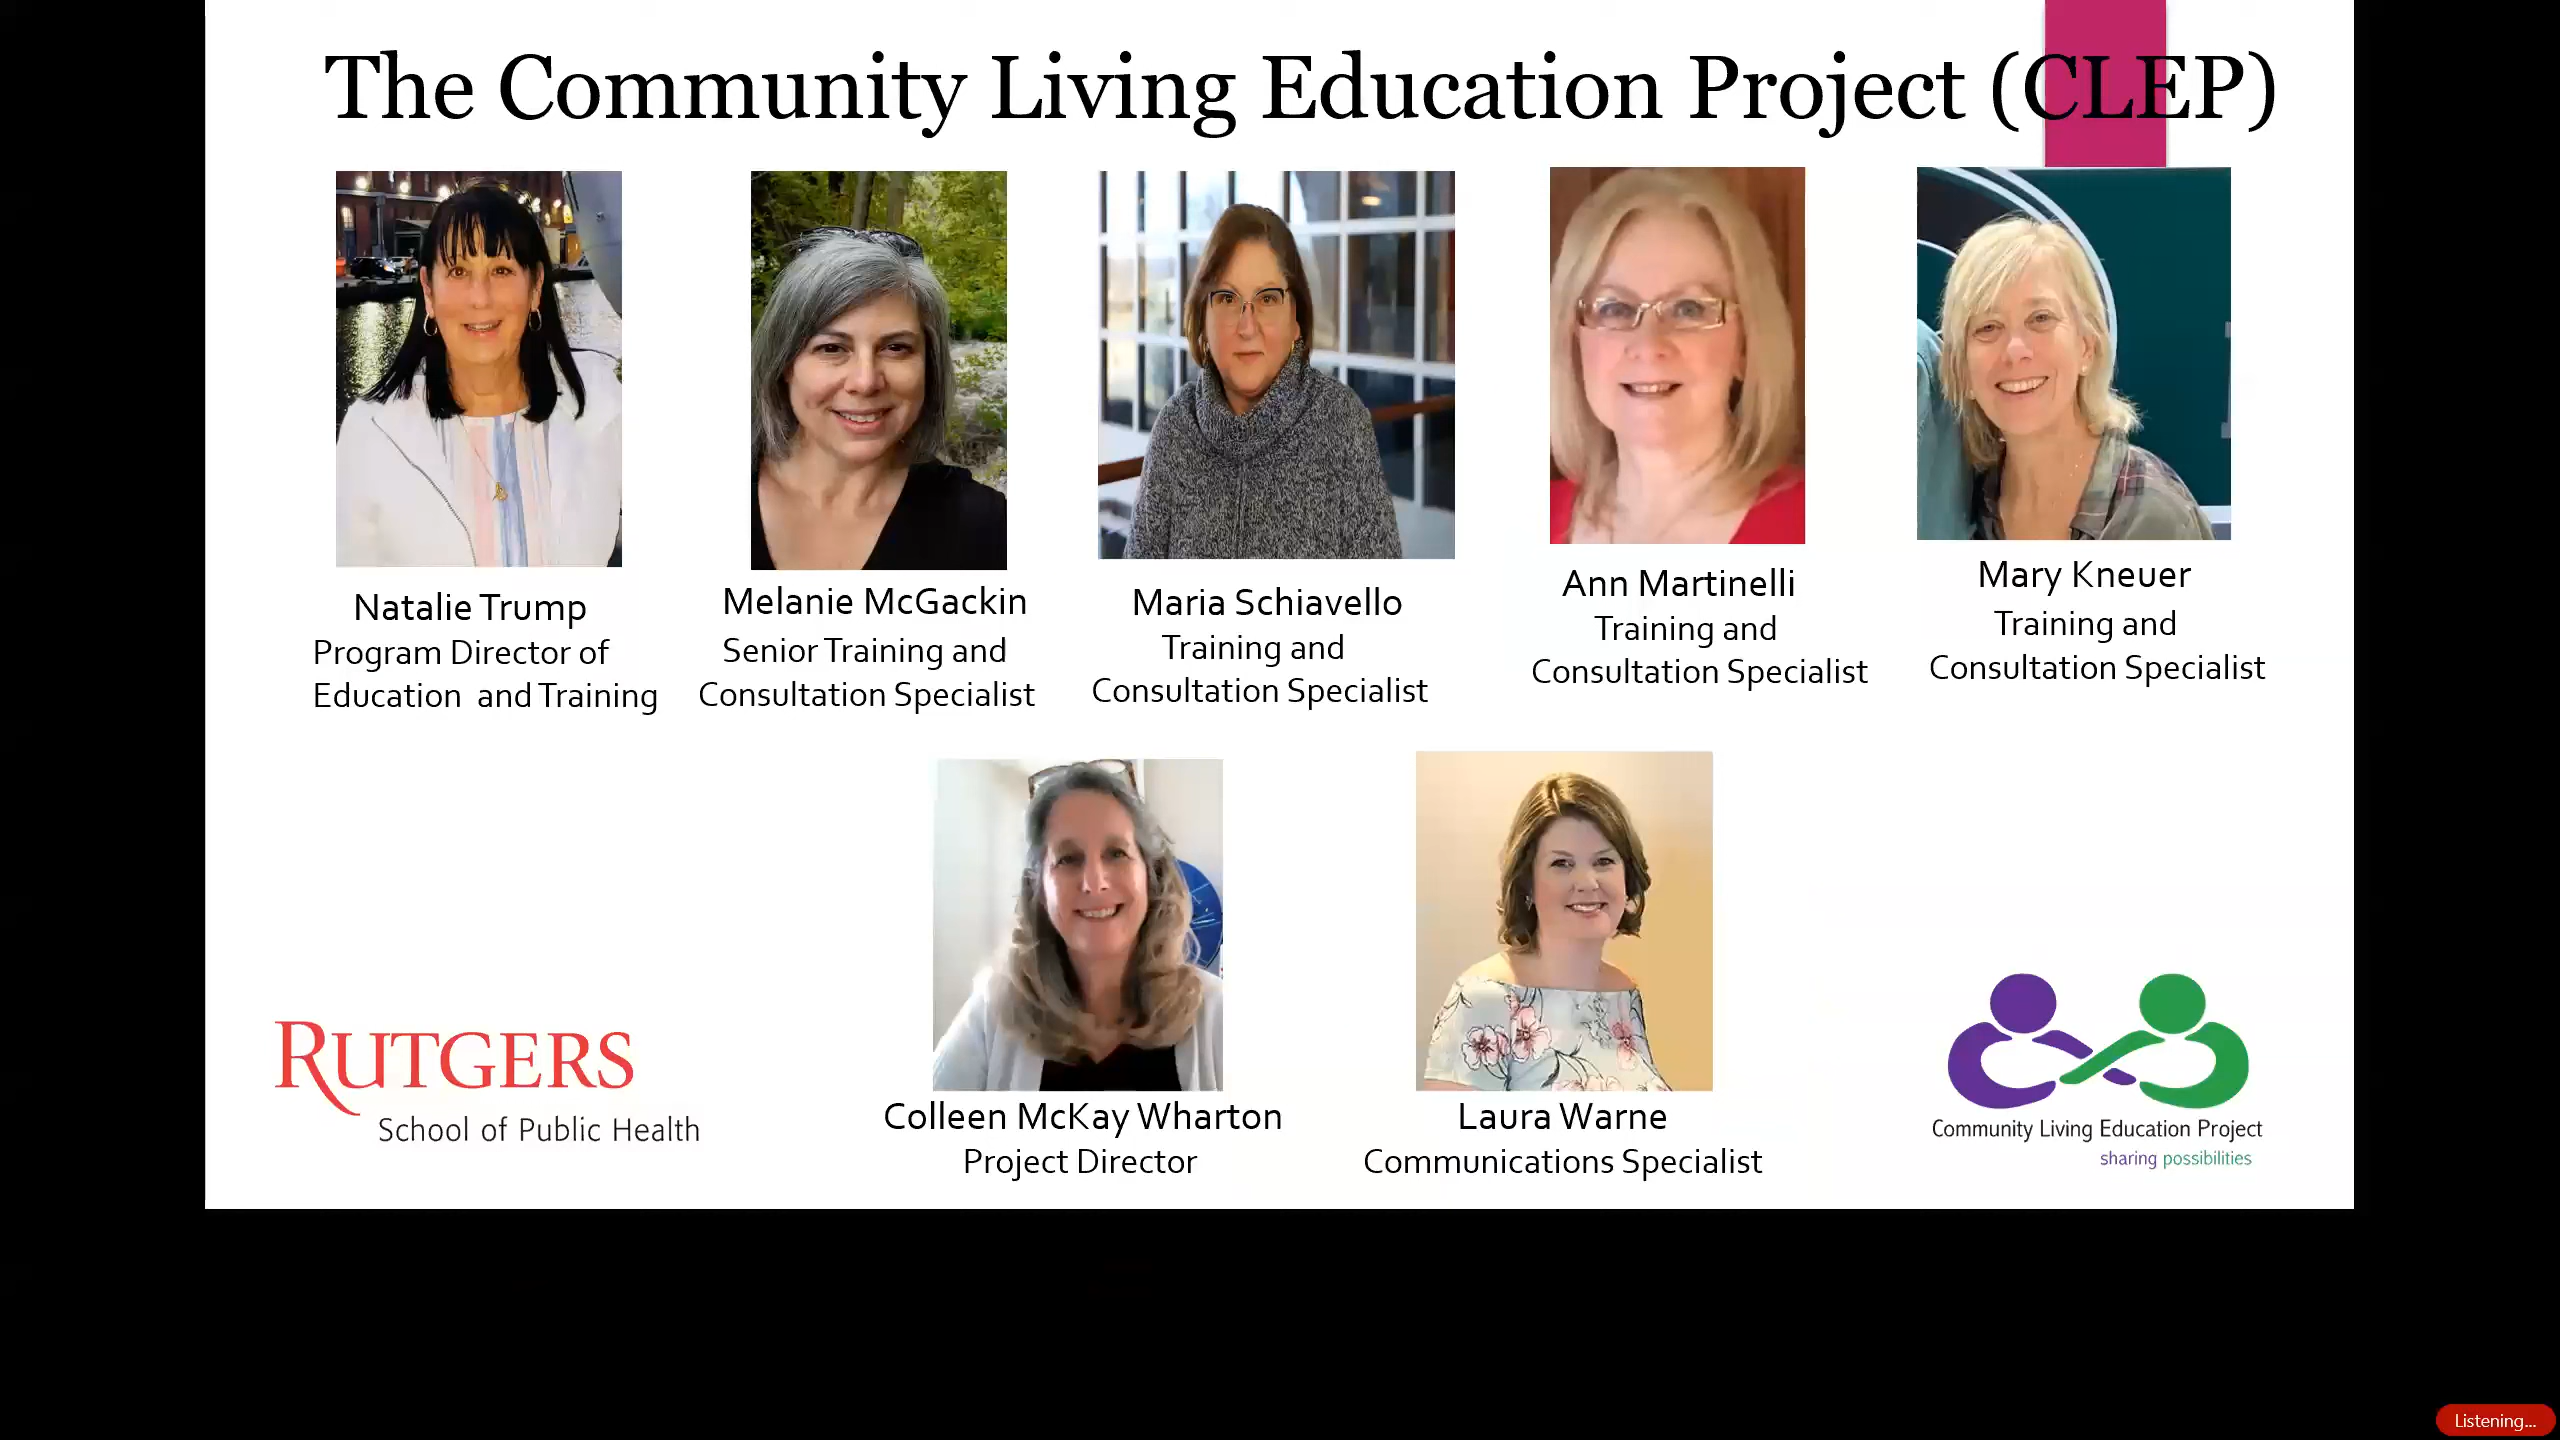 The Community Living Education Project (CLEP)
Natalie Trump
Program Director of
Education and Training
Melanie McGackin
Senior Training and
Consultation Specialist
Maria Schiavello
Training and
Consultation Specialist
Ann Martinelli
Training and
Consultation Specialist
Mary Kneuer
Training and
Consultation Specialist
Colleen McKay Wharton
Project Director
Laura Warne
Communications Specialist
RUTGERS
School of Public Health
Community Living Education Project
sharing possibilities
Listening...